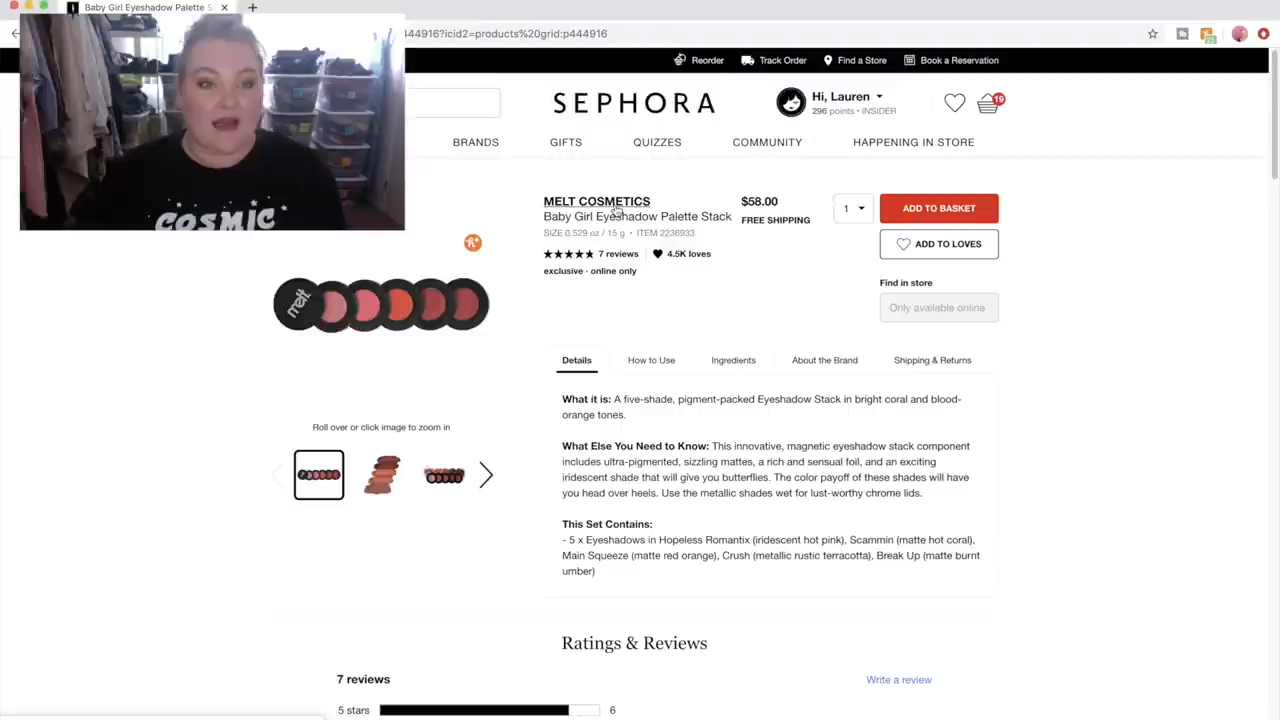 Baby Girl Eyeshadow Palette S
444916?icid2=products%20grid:p444916
Reorder
Track Order
Find a Store
Book a Reservation
SEPHORA
Hi, Lauren
296 points • INSIDER
19
BRANDS
GIFTS
QUIZZES
COMMUNITY
HAPPENING IN STORE
COSMIC
MELT COSMETICS
$58.00
1
ADD TO BASKET
Baby Girl Eyeshadow Palette Stack
FREE SHIPPING
SIZE 0.529 oz / 15 g • ITEM 2236933
ADD TO LOVES
7 reviews
4.5K loves
exclusive · online only
Find in store
Only available online
melt
Details
How to Use
Ingredients
About the Brand
Shipping & Returns
What it is: A five-shade, pigment-packed Eyeshadow Stack in bright coral and blood-
orange tones.
Roll over or click image to zoom in
What Else You Need to Know: This innovative, magnetic eyeshadow stack component
includes ultra-pigmented, sizzling mattes, a rich and sensual foil, and an exciting
iridescent shade that will give you butterflies. The color payoff of these shades will have
you head over heels. Use the metallic shades wet for lust-worthy chrome lids.
This Set Contains:
- 5 x Eyeshadows in Hopeless Romantix (iridescent hot pink), Scammin (matte hot coral),
Main Squeeze (matte red orange), Crush (metallic rustic terracotta), Break Up (matte burnt
umber)
Ratings & Reviews
7 reviews
Write a review
5 stars
6